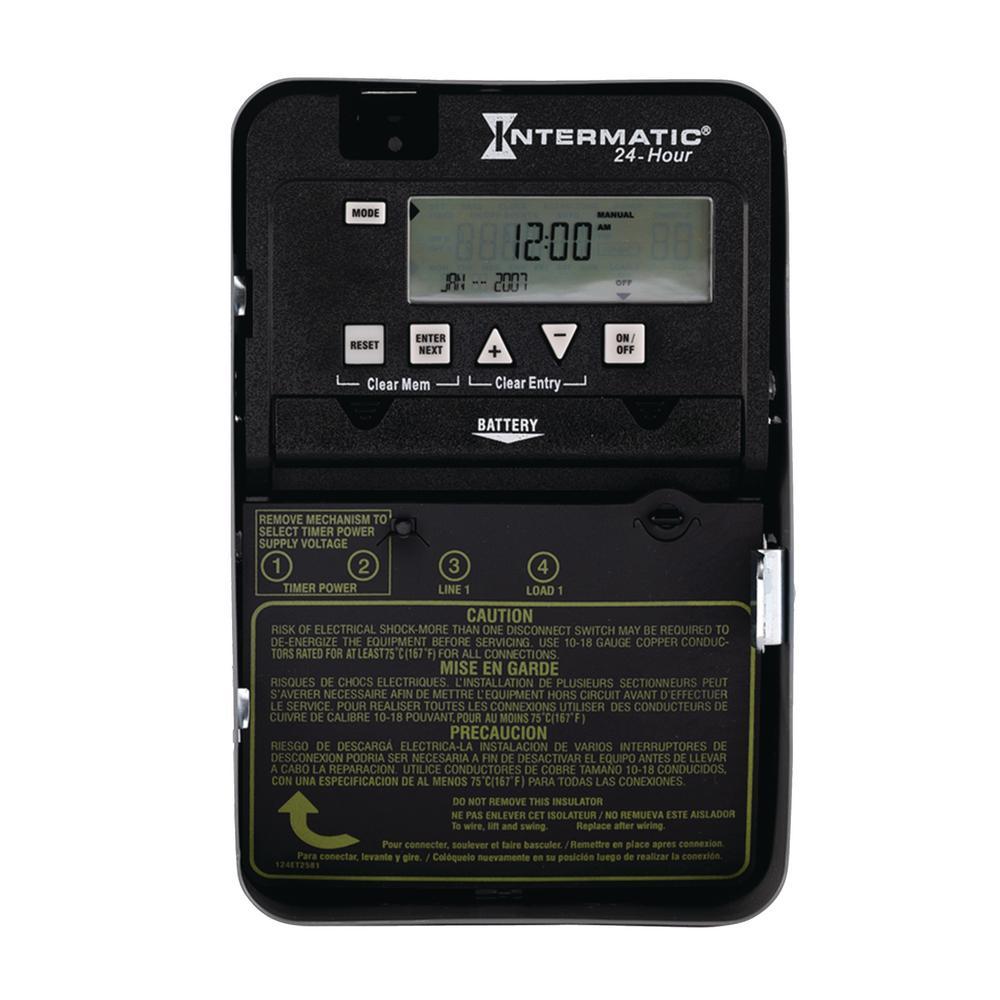 INTERMATIC®
24-Hour
MODE
MANUAL
12:00 AM
JAN -- 2007
OFF
RESET
ENTER NEXT
+
−
ON/OFF
Clear Mem
Clear Entry
BATTERY
REMOVE MECHANISM TO
SELECT TIMER POWER
SUPPLY VOLTAGE
1 2 3 4
TIMER POWER
LINE 1
LOAD 1
CAUTION
RISK OF ELECTRICAL SHOCK-MORE THAN ONE DISCONNECT SWITCH MAY BE REQUIRED TO
DE-ENERGIZE THE EQUIPMENT BEFORE SERVICING. USE 10-18 GAUGE COPPER CONDUC-
TORS RATED FOR AT LEAST 75°C (167°F) FOR ALL CONNECTIONS.
MISE EN GARDE
RISQUES DE CHOCS ELECTRIQUES. L'INSTALLATION DE PLUSIEURS SECTIONNEURS PEUT
S'AVERER NECESSAIRE AFIN DE METTRE L'EQUIPMENT HORS CIRCUIT AVANT D'EFFECTUER
LE SERVICE. POUR REALISER TOUTES LES CONNEXIONS UTILISER DES CONDUCTEURS DE
CUIVRE DE CALIBRE 10-18 POUVANT, POUR AU MOINS 75°C(167°F)
PRECAUCION
RIESGO DE DESCARGÁ ELECTRICA-LA INSTALACION DE VARIOS INTERRUPTORES DE
DESCONEXION PODRIA SER NECESARIA A FIN DE DESACTIVAR EL EQUIPO ANTES DE LLEVAR
A CABO LA REPARACION. UTILICE CONDUCTORES DE COBRE TAMAÑO 10-18 CONDUCIDOS,
CON UNA ESPECIFICACION DE AL MENOS 75°C(167°F) PARA TODAS LAS CONEXIONES.
DO NOT REMOVE THIS INSULATOR
NE PAS ENLEVER CET ISOLATEUR / NO REMUEVA ESTE AISLADOR
To wire, lift and swing. Replace after wiring.
Pour connecter, soulever et faire basculer. / Remettre en place apres connexion.
Para conectar, levante y gire. / Colóquelo nuevamente en su posición luego de realizar la conexión.
124ET2581